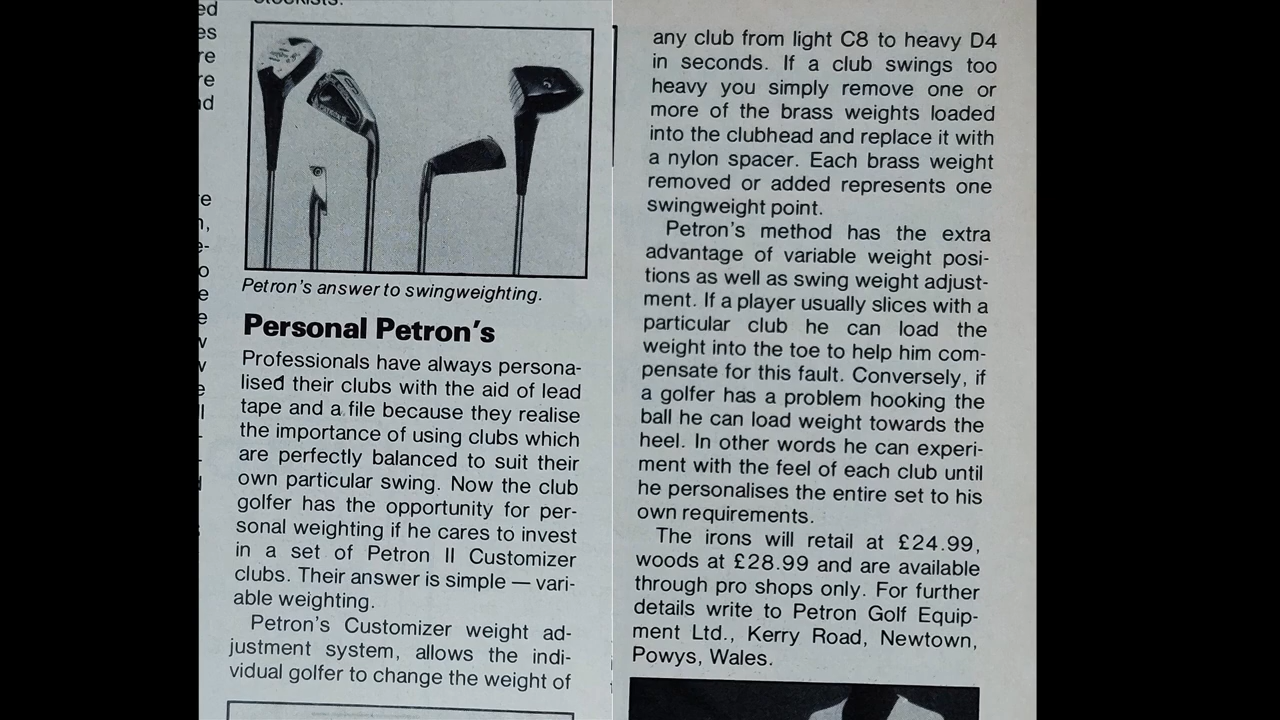 stockists.
ed
es
re
re
nd
re
n,
e-
o
e
e
v
v
e
ll
-
-
d
s
Petron's answer to swingweighting.
Personal Petron's
Professionals have always persona-
lised their clubs with the aid of lead
tape and a file because they realise
the importance of using clubs which
are perfectly balanced to suit their
own particular swing. Now the club
golfer has the opportunity for per-
sonal weighting if he cares to invest
in a set of Petron II Customizer
clubs. Their answer is simple — vari-
able weighting.
Petron's Customizer weight ad-
justment system, allows the indi-
vidual golfer to change the weight of
any club from light C8 to heavy D4
in seconds. If a club swings too
heavy you simply remove one or
more of the brass weights loaded
into the clubhead and replace it with
a nylon spacer. Each brass weight
removed or added represents one
swingweight point.
Petron's method has the extra
advantage of variable weight posi-
tions as well as swing weight adjust-
ment. If a player usually slices with a
particular club he can load the
weight into the toe to help him com-
pensate for this fault. Conversely, if
a golfer has a problem hooking the
ball he can load weight towards the
heel. In other words he can experi-
ment with the feel of each club until
he personalises the entire set to his
own requirements.
The irons will retail at £24.99,
woods at £28.99 and are available
through pro shops only. For further
details write to Petron Golf Equip-
ment Ltd., Kerry Road, Newtown,
Powys, Wales.